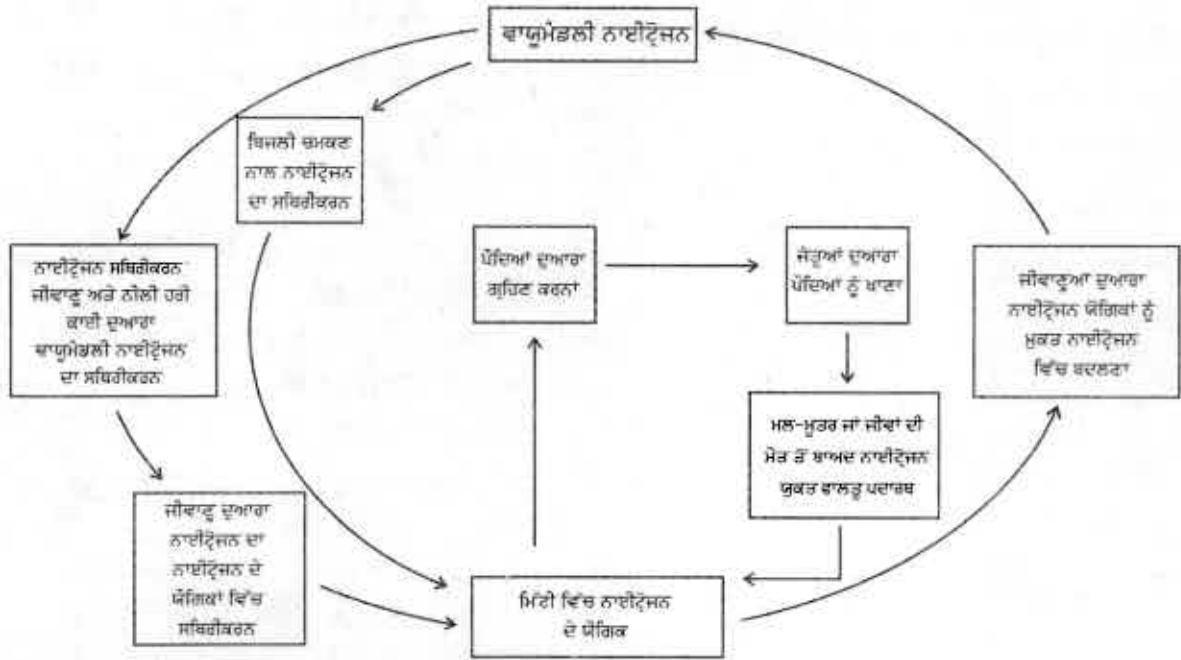 ਵਾਯੂਮੰਡਲੀ ਨਾਈਟ੍ਰੋਜਨ
ਬਿਜਲੀ ਚਮਕਣ
ਨਾਲ ਨਾਈਟ੍ਰੋਜਨ
ਦਾ ਸਥਿਰੀਕਰਨ
ਨਾਈਟ੍ਰੋਜਨ ਸਥਿਰੀਕਰਨ
ਜੀਵਾਣੂ ਅਤੇ ਨੀਲੀ ਹਰੀ
ਕਾਈ ਦੁਆਰਾ
ਵਾਯੂਮੰਡਲੀ ਨਾਈਟ੍ਰੋਜਨ
ਦਾ ਸਥਿਰੀਕਰਨ
ਪੌਦਿਆਂ ਦੁਆਰਾ
ਗ੍ਰਹਿਣ ਕਰਨਾਂ
ਜੰਤੂਆਂ ਦੁਆਰਾ
ਪੌਦਿਆਂ ਨੂੰ ਖਾਣਾ
ਜੀਵਾਣੂਆਂ ਦੁਆਰਾ
ਨਾਈਟ੍ਰੋਜਨ ਯੋਗਿਕਾਂ ਨੂੰ
ਮੁਕਤ ਨਾਈਟ੍ਰੋਜਨ
ਵਿੱਚ ਬਦਲਣਾ
ਮਲ-ਮੂਤਰ ਜਾਂ ਜੀਵਾਂ ਦੀ
ਮੌਤ ਤੋਂ ਬਾਅਦ ਨਾਈਟ੍ਰੋਜਨ
ਯੁਕਤ ਫਾਲਤੂ ਪਦਾਰਥ
ਜੀਵਾਣੂ ਦੁਆਰਾ
ਨਾਈਟ੍ਰੋਜਨ ਦਾ
ਨਾਈਟ੍ਰੋਜਨ ਦੇ
ਯੋਗਿਕਾਂ ਵਿੱਚ
ਸਥਿਰੀਕਰਨ
ਮਿੱਟੀ ਵਿੱਚ ਨਾਈਟ੍ਰੋਜਨ
ਦੇ ਯੋਗਿਕ